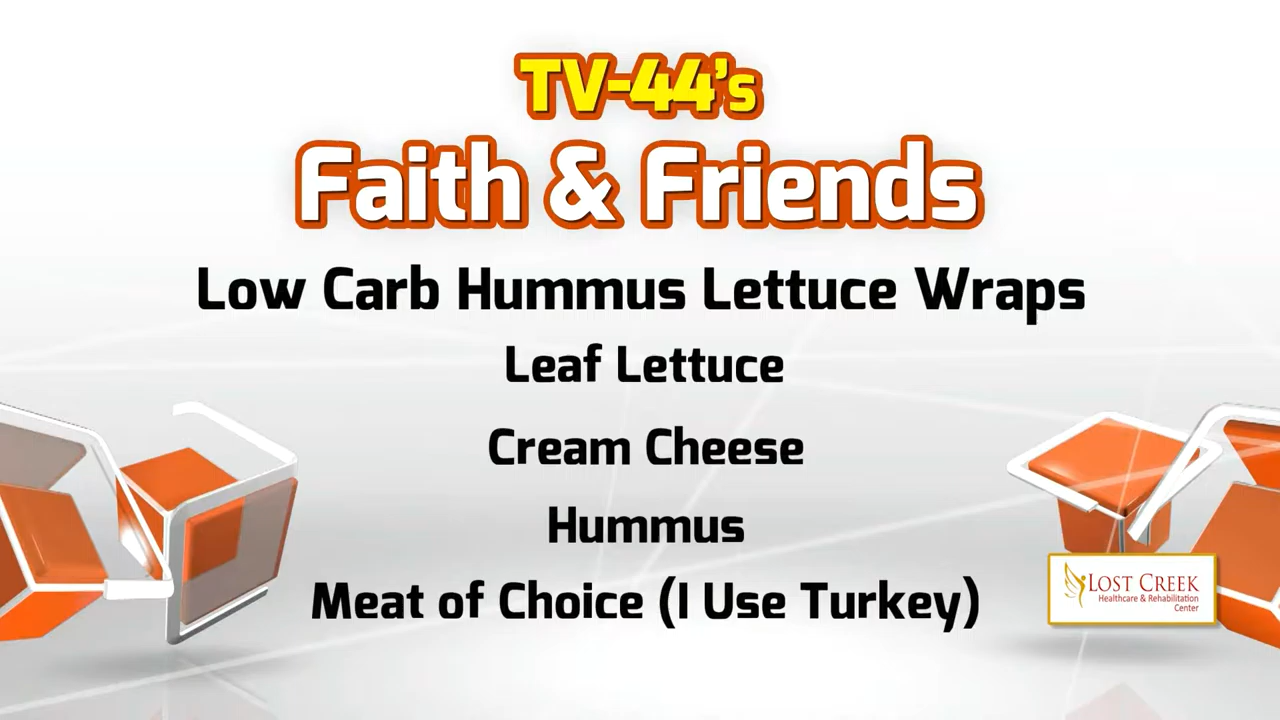 TV-44's
Faith & Friends
Low Carb Hummus Lettuce Wraps
Leaf Lettuce
Cream Cheese
Hummus
Meat of Choice (I Use Turkey)
LOST CREEK
Healthcare & Rehabilitation
Center